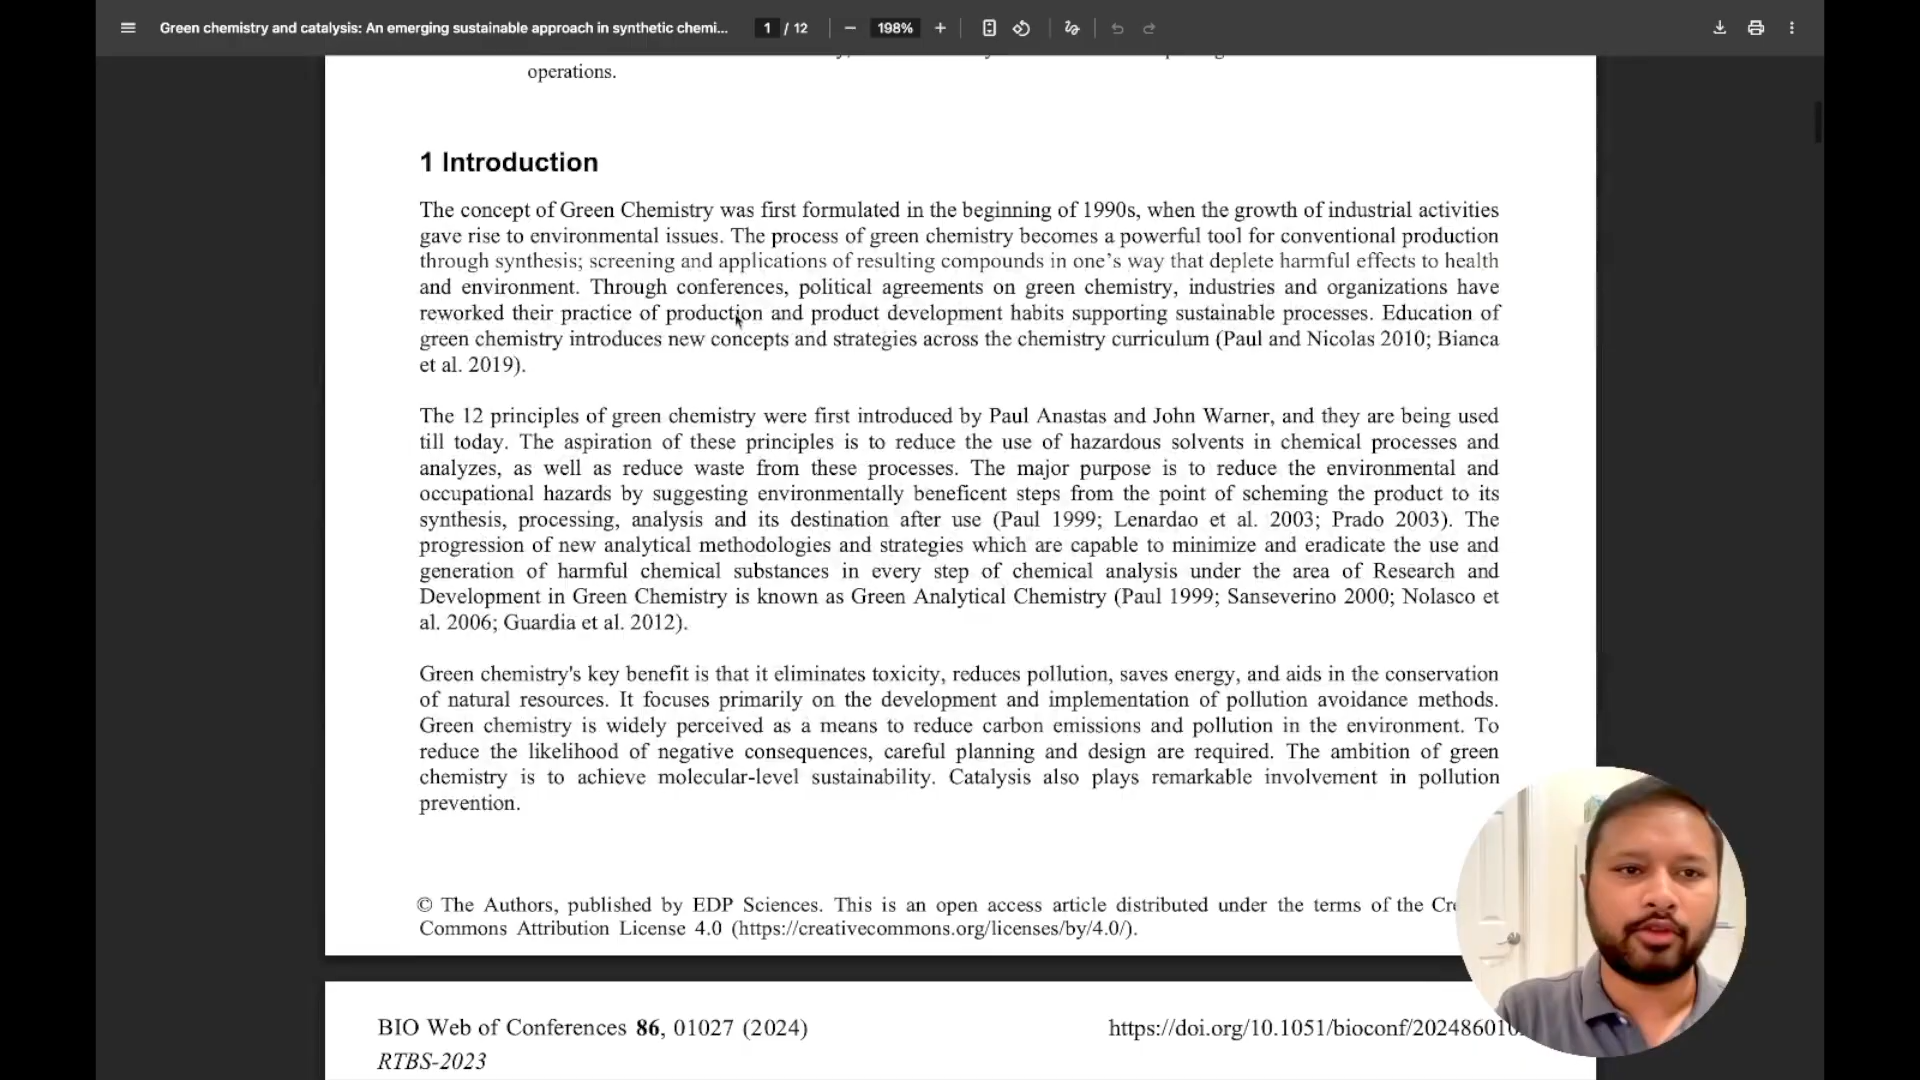 Green chemistry and catalysis: An emerging sustainable approach in synthetic chemi...
1 / 12
198%
operations.
1 Introduction
The concept of Green Chemistry was first formulated in the beginning of 1990s, when the growth of industrial activities
gave rise to environmental issues. The process of green chemistry becomes a powerful tool for conventional production
through synthesis; screening and applications of resulting compounds in one's way that deplete harmful effects to health
and environment. Through conferences, political agreements on green chemistry, industries and organizations have
reworked their practice of production and product development habits supporting sustainable processes. Education of
green chemistry introduces new concepts and strategies across the chemistry curriculum (Paul and Nicolas 2010; Bianca
et al. 2019).
The 12 principles of green chemistry were first introduced by Paul Anastas and John Warner, and they are being used
till today. The aspiration of these principles is to reduce the use of hazardous solvents in chemical processes and
analyzes, as well as reduce waste from these processes. The major purpose is to reduce the environmental and
occupational hazards by suggesting environmentally beneficent steps from the point of scheming the product to its
synthesis, processing, analysis and its destination after use (Paul 1999; Lenardao et al. 2003; Prado 2003). The
progression of new analytical methodologies and strategies which are capable to minimize and eradicate the use and
generation of harmful chemical substances in every step of chemical analysis under the area of Research and
Development in Green Chemistry is known as Green Analytical Chemistry (Paul 1999; Sanseverino 2000; Nolasco et
al. 2006; Guardia et al. 2012).
Green chemistry's key benefit is that it eliminates toxicity, reduces pollution, saves energy, and aids in the conservation
of natural resources. It focuses primarily on the development and implementation of pollution avoidance methods.
Green chemistry is widely perceived as a means to reduce carbon emissions and pollution in the environment. To
reduce the likelihood of negative consequences, careful planning and design are required. The ambition of green
chemistry is to achieve molecular-level sustainability. Catalysis also plays remarkable involvement in pollution
prevention.
© The Authors, published by EDP Sciences. This is an open access article distributed under the terms of the
Commons Attribution License 4.0 (https://creativecommons.org/licenses/by/4.0/).
BIO Web of Conferences 86, 01027 (2024)
https://doi.org/10.1051/bioconf/202486010
RTBS-2023